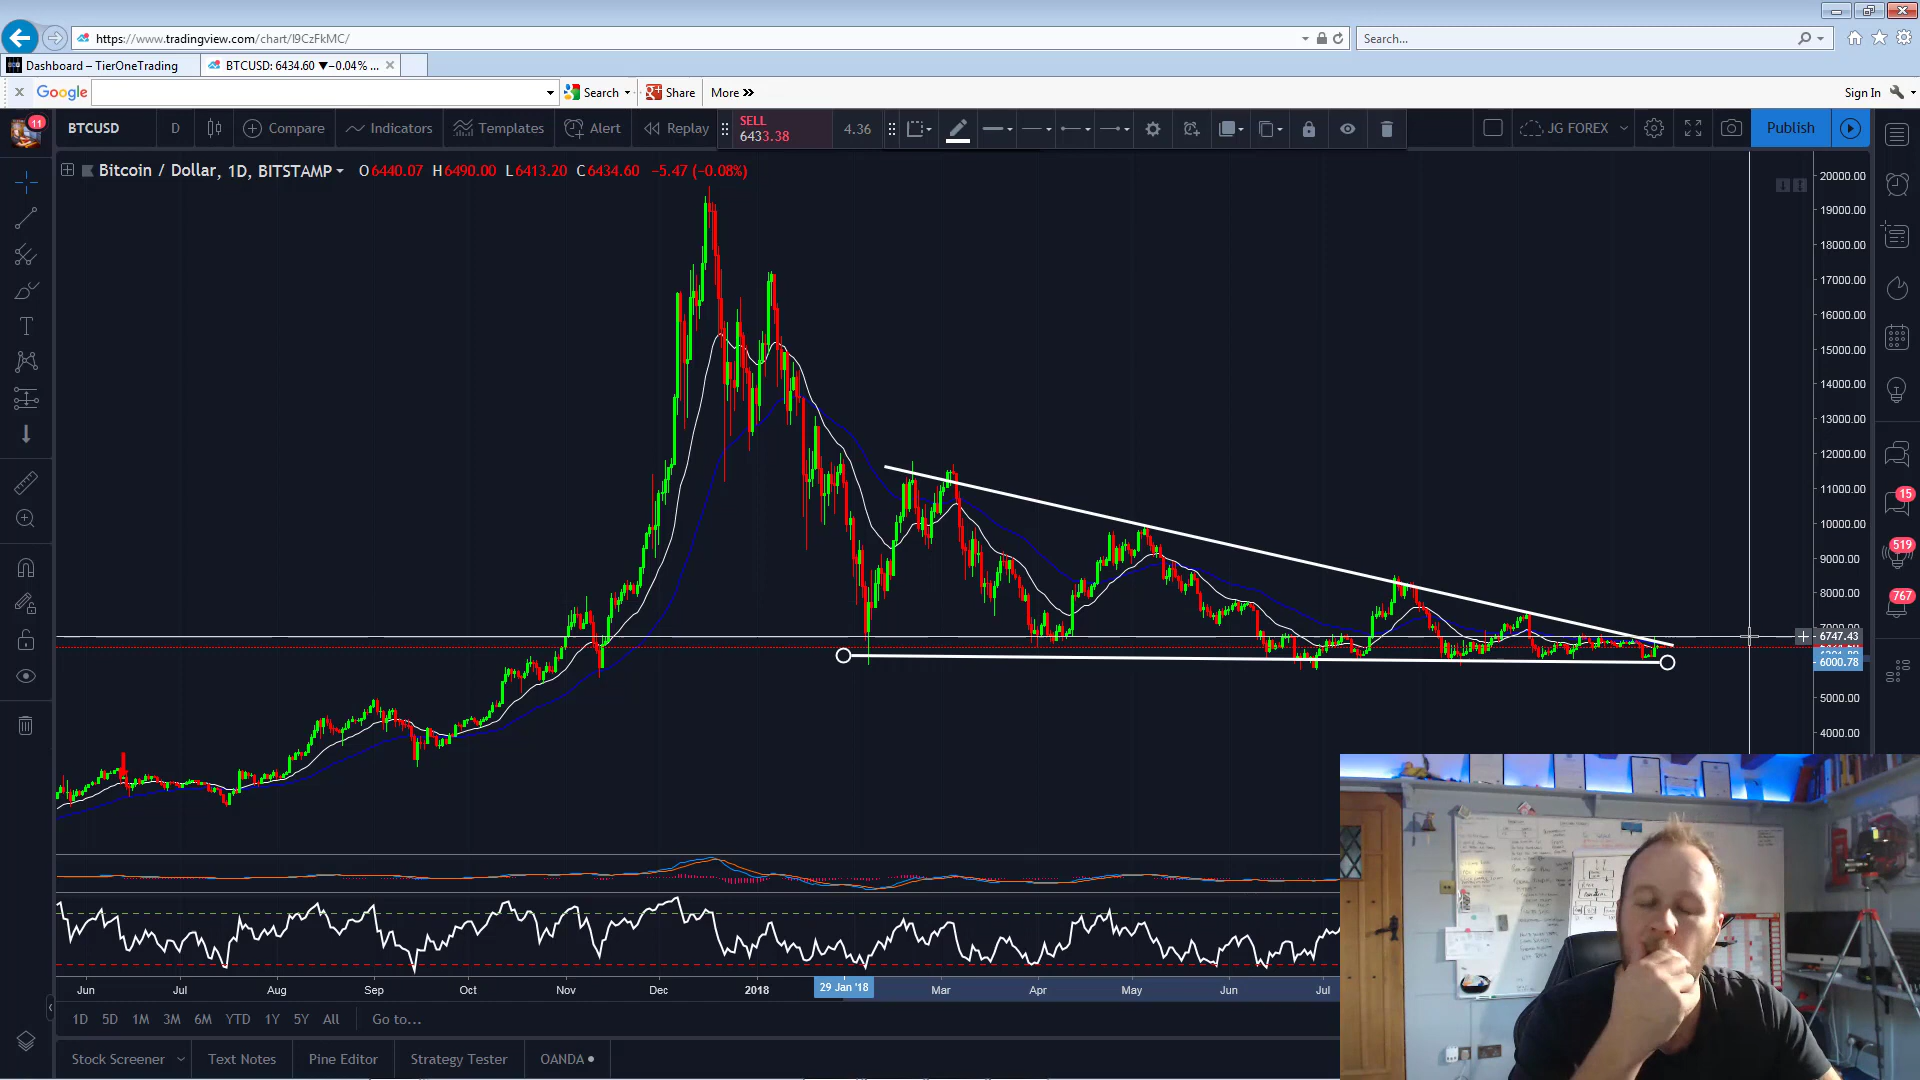 https://www.tradingview.com/chart/I9CzFkMC/
Search...
Dashboard – TierOneTrading
BTCUSD: 6434.60 ▼−0.04% ...
Google
Search
Share
More
Sign In
11
BTCUSD
D
Compare
Indicators
Templates
Alert
Replay
SELL
6433.38
4.36
JG FOREX
Publish
Bitcoin / Dollar, 1D, BITSTAMP
O6440.07 H6490.00 L6413.20 C6434.60 −5.47 (−0.08%)
20000.00
19000.00
18000.00
17000.00
16000.00
15000.00
14000.00
13000.00
12000.00
11000.00
10000.00
9000.00
8000.00
6747.43
6000.78
5000.00
4000.00
15
519
767
Jun
Jul
Aug
Sep
Oct
Nov
Dec
2018
29 Jan '18
Mar
Apr
May
Jun
Jul
1D
5D
1M
3M
6M
YTD
1Y
5Y
All
Go to...
Stock Screener
Text Notes
Pine Editor
Strategy Tester
OANDA